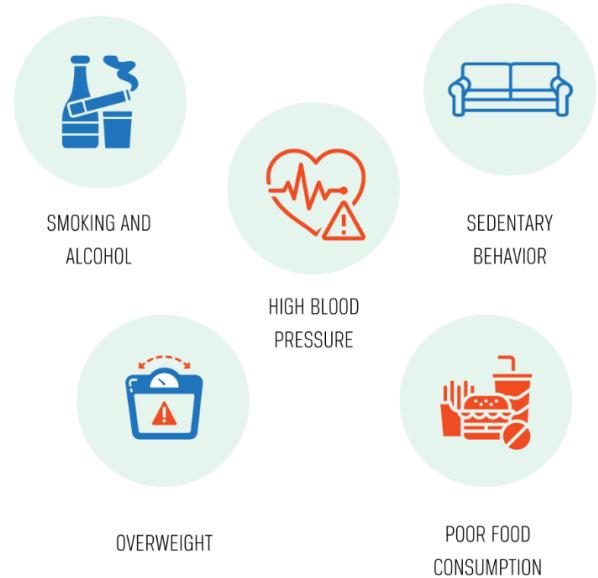 SMOKING AND
ALCOHOL
SEDENTARY
BEHAVIOR
HIGH BLOOD
PRESSURE
OVERWEIGHT
POOR FOOD
CONSUMPTION